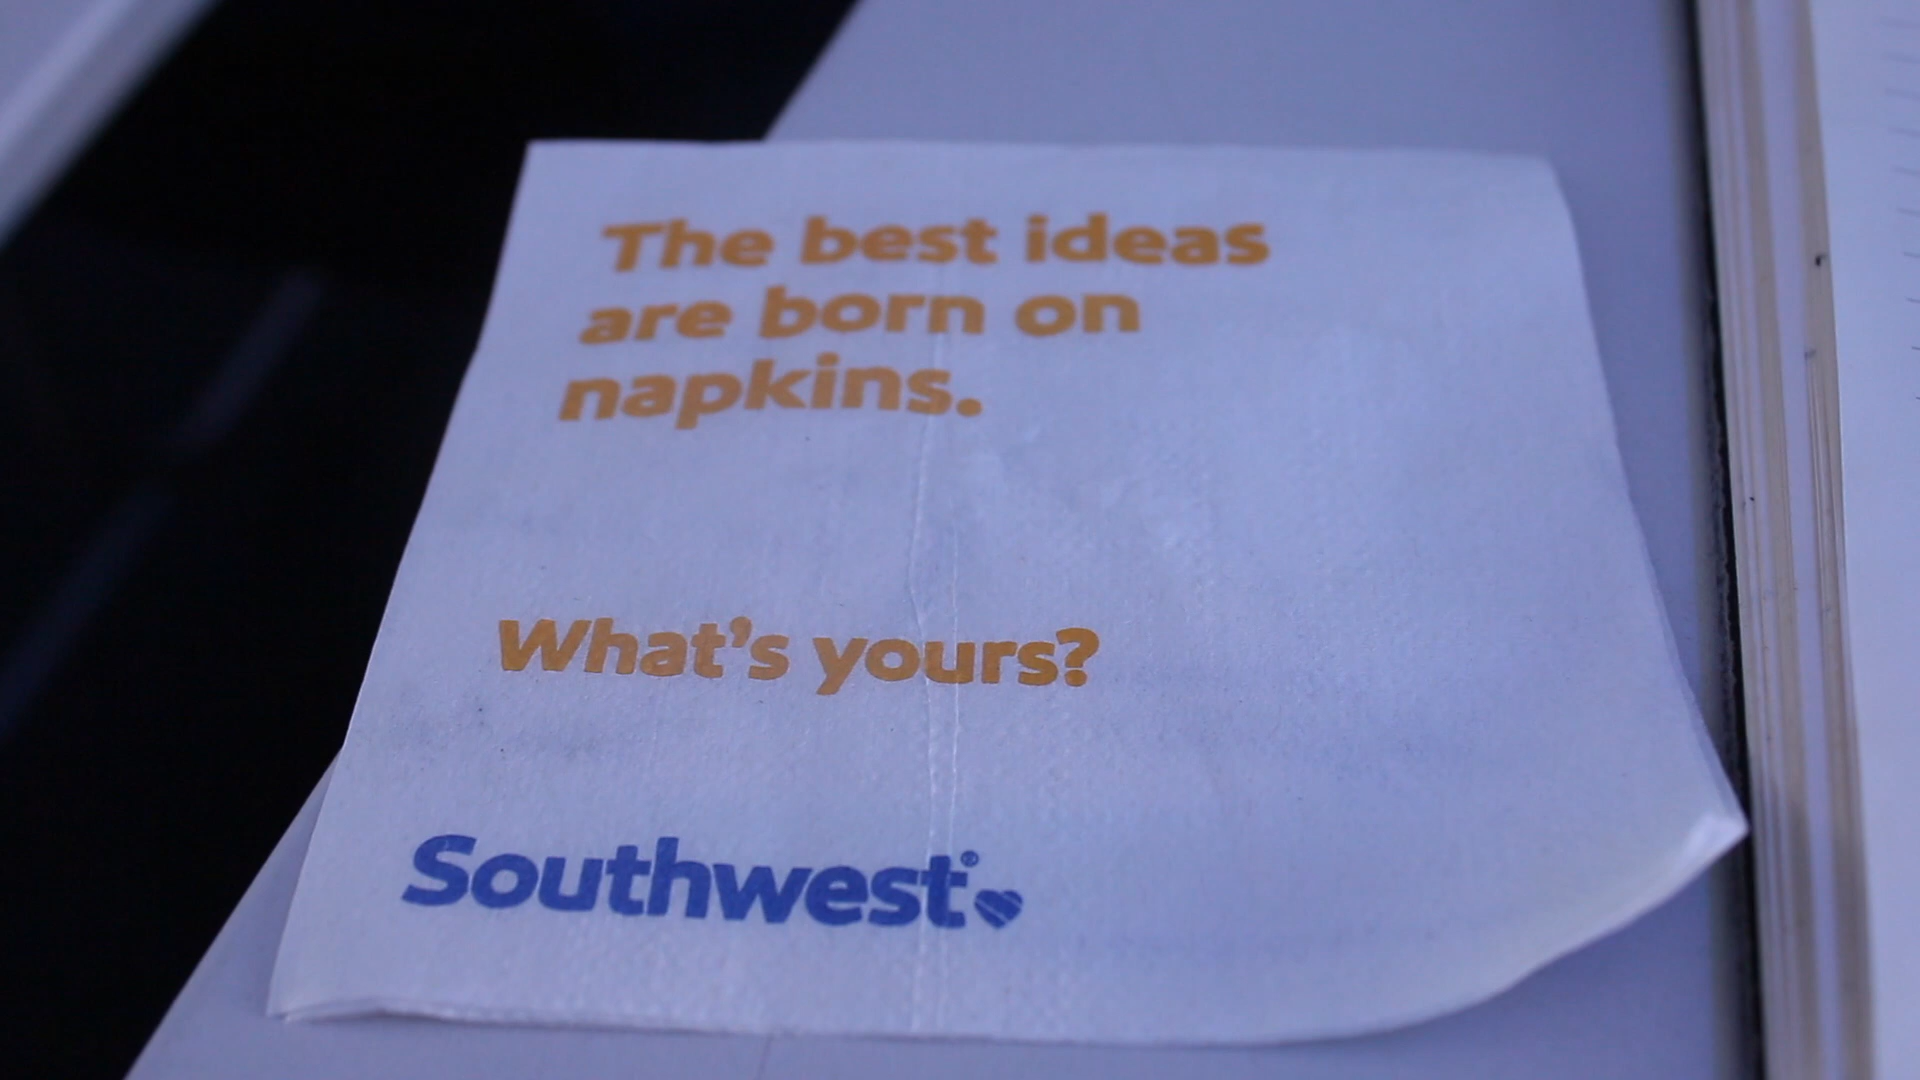 The best ideas
are born on
napkins.
What's yours?
Southwest®